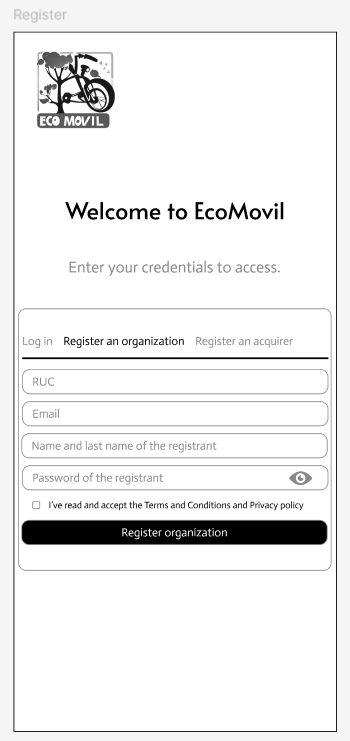 Register
ECO MOVIL
Welcome to EcoMovil
Enter your credentials to access.
Log in Register an organization Register an acquirer
RUC
Email
Name and last name of the registrant
Password of the registrant
I've read and accept the Terms and Conditions and Privacy policy
Register organization